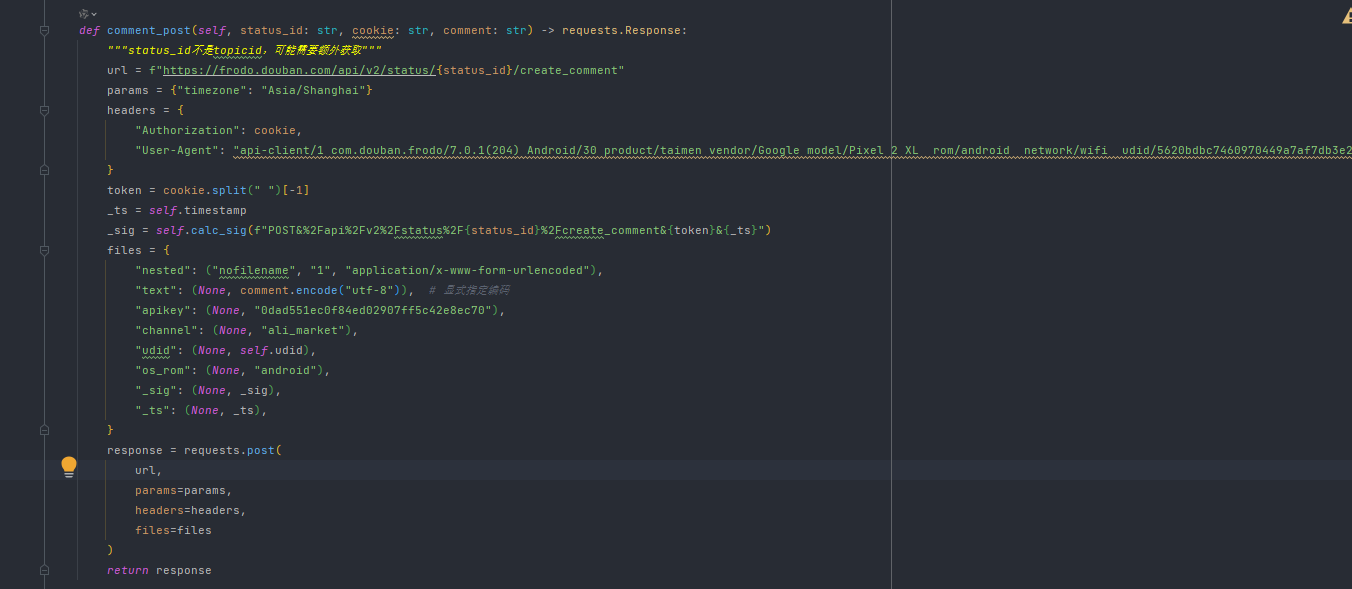 def comment_post(self, status_id: str, cookie: str, comment: str) -> requests.Response:
"""status_id不是topicid，可能需要额外获取"""
url = f"https://frodo.douban.com/api/v2/status/{status_id}/create_comment"
params = {"timezone": "Asia/Shanghai"}
headers = {
"Authorization": cookie,
"User-Agent": "api-client/1 com.douban.frodo/7.0.1(204) Android/30 product/taimen vendor/Google model/Pixel 2 XL  rom/android  network/wifi  udid/5620bdbc7460970449a7af7db3e2
}
token = cookie.split(" ")[-1]
_ts = self.timestamp
_sig = self.calc_sig(f"POST&%2Fapi%2Fv2%2Fstatus%2F{status_id}%2Fcreate_comment&{token}&{_ts}")
files = {
"nested": ("nofilename", "1", "application/x-www-form-urlencoded"),
"text": (None, comment.encode("utf-8")),  # 显式指定编码
"apikey": (None, "0dad551ec0f84ed02907ff5c42e8ec70"),
"channel": (None, "ali_market"),
"udid": (None, self.udid),
"os_rom": (None, "android"),
"_sig": (None, _sig),
"_ts": (None, _ts),
}
response = requests.post(
url,
params=params,
headers=headers,
files=files
)
return response